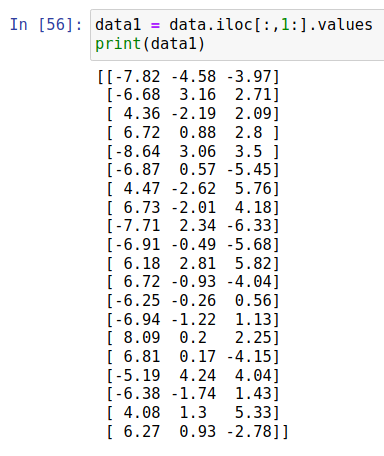 In [56]: data1 = data.iloc[:,1:].values
print(data1)
[[-7.82 -4.58 -3.97]
 [-6.68  3.16  2.71]
 [ 4.36 -2.19  2.09]
 [ 6.72  0.88  2.8 ]
 [-8.64  3.06  3.5 ]
 [-6.87  0.57 -5.45]
 [ 4.47 -2.62  5.76]
 [ 6.73 -2.01  4.18]
 [-7.71  2.34 -6.33]
 [-6.91 -0.49 -5.68]
 [ 6.18  2.81  5.82]
 [ 6.72 -0.93 -4.04]
 [-6.25 -0.26  0.56]
 [-6.94 -1.22  1.13]
 [ 8.09  0.2   2.25]
 [ 6.81  0.17 -4.15]
 [-5.19  4.24  4.04]
 [-6.38 -1.74  1.43]
 [ 4.08  1.3   5.33]
 [ 6.27  0.93 -2.78]]